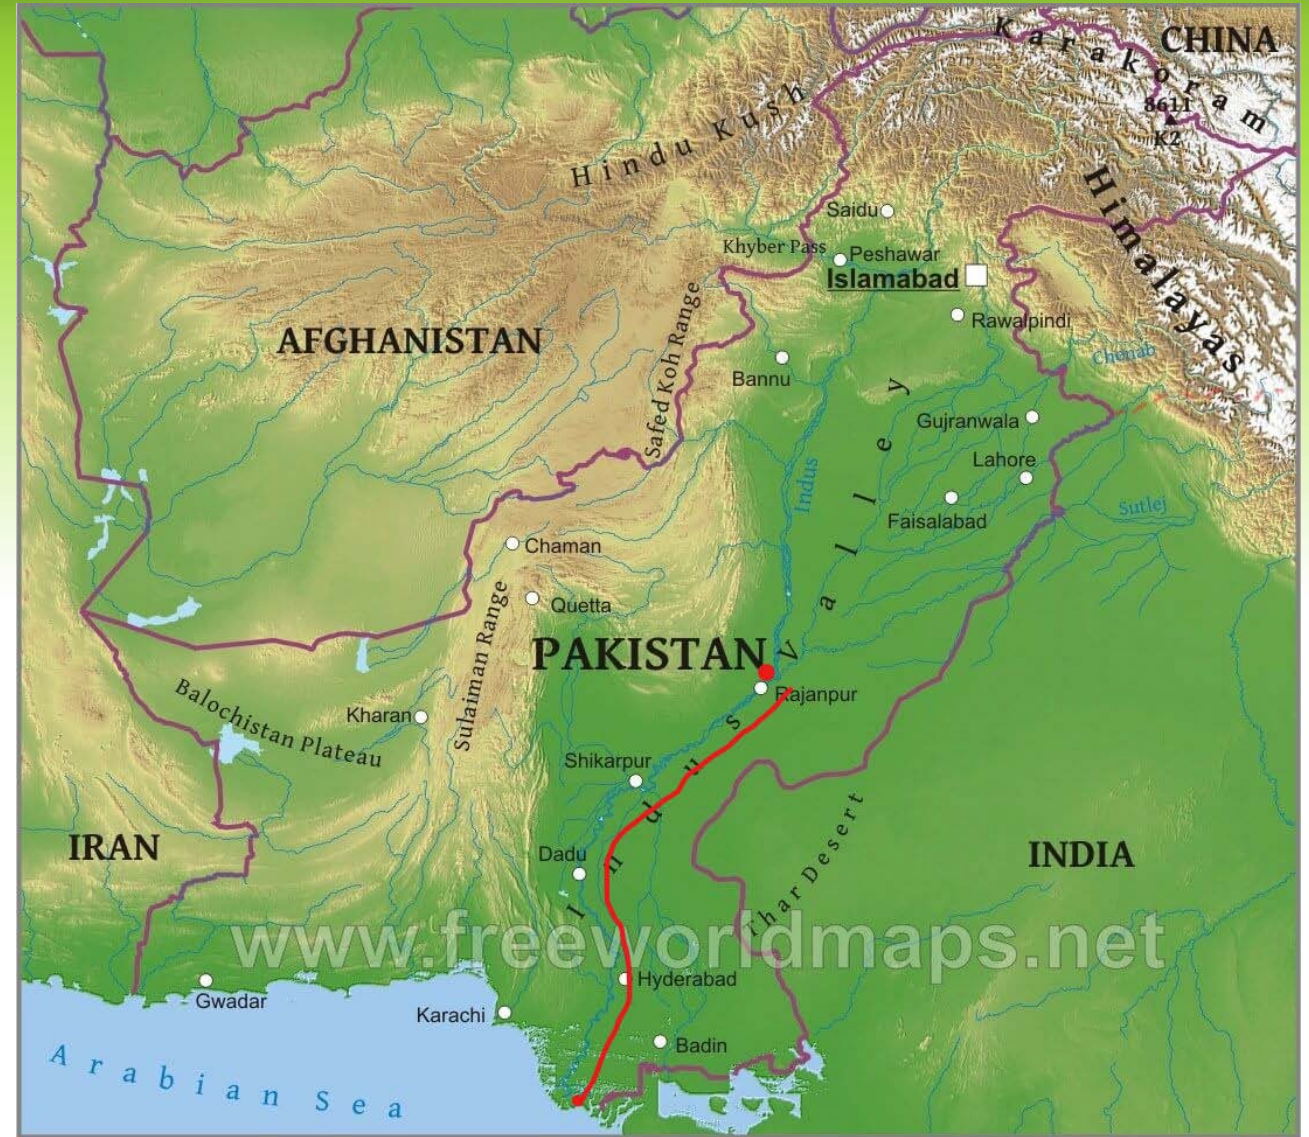 CHINA
Karakoram
8611
K2
Hindu Kush
Himalayas
Saidu
Khyber Pass
Peshawar
Islamabad
Rawalpindi
AFGHANISTAN
Safed Koh Range
Bannu
Chenab
Gujranwala
Lahore
Indus
Faisalabad
Sutlej
Chaman
Quetta
Sulaiman Range
PAKISTAN
Indus Valley
Rajanpur
Balochistan Plateau
Kharan
Shikarpur
IRAN
Dadu
Thar Desert
INDIA
www.freeworldmaps.net
Gwadar
Hyderabad
Karachi
Badin
Arabian Sea